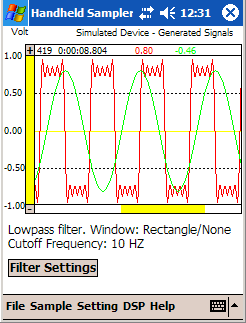 Handheld Sampler 12:31
Volt Simulated Device - Generated Signals
+ 419 0:00:08.804 0.80 -0.46
1.00
0.50
0.00
-0.50
-1.00
-
Lowpass filter. Window: Rectangle/None
Cutoff Frequency: 10 HZ
Filter Settings
File Sample Setting DSP Help